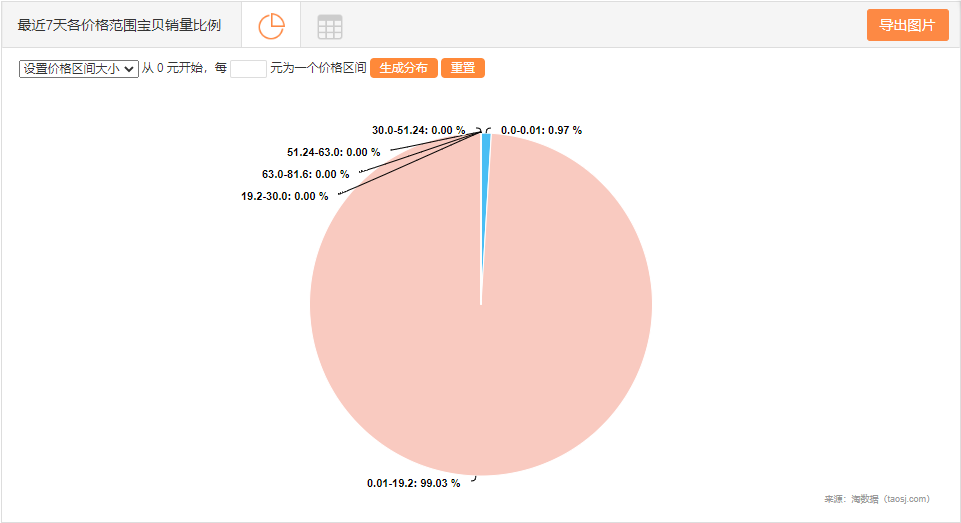 最近7天各价格范围宝贝销量比例
导出图片
设置价格区间大小 从 0 元开始，每 元为一个价格区间 生成分布 重置
30.0-51.24: 0.00 % 0.0-0.01: 0.97 %
51.24-63.0: 0.00 %
63.0-81.6: 0.00 %
19.2-30.0: 0.00 %
0.01-19.2: 99.03 %
来源：淘数据（taosj.com）